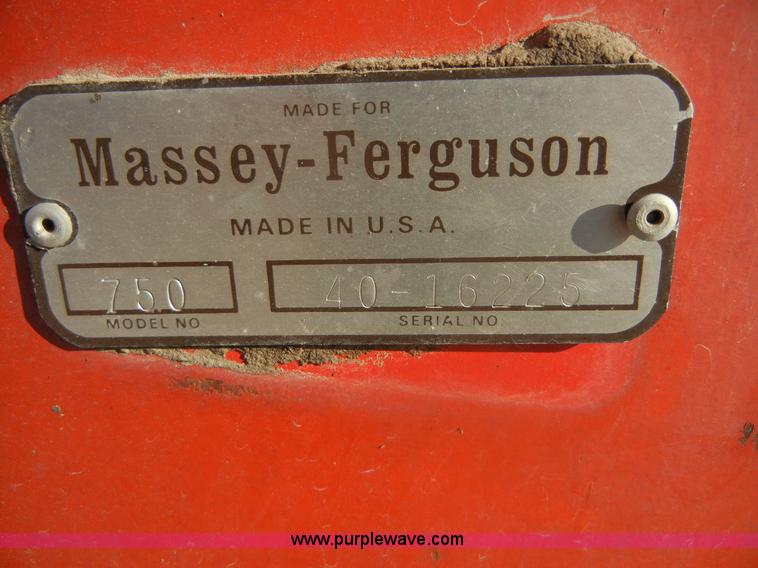 MADE FOR
Massey-Ferguson
MADE IN U.S.A.
750 40-16225
MODEL NO SERIAL NO.
www.purplewave.com